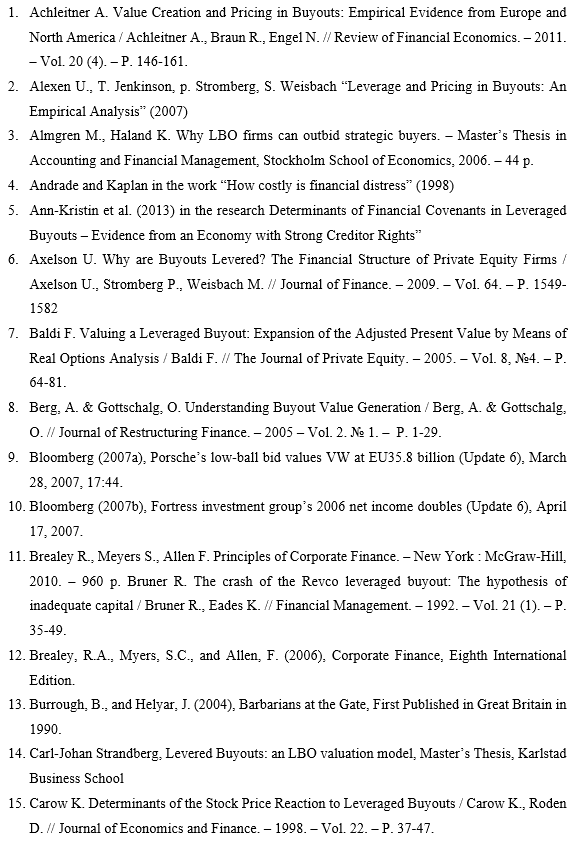 1. Achleitner A. Value Creation and Pricing in Buyouts: Empirical Evidence from Europe and
North America / Achleitner A., Braun R., Engel N. // Review of Financial Economics. – 2011.
– Vol. 20 (4). – P. 146-161.
2. Alexen U., T. Jenkinson, p. Stromberg, S. Weisbach “Leverage and Pricing in Buyouts: An
Empirical Analysis” (2007)
3. Almgren M., Haland K. Why LBO firms can outbid strategic buyers. – Master’s Thesis in
Accounting and Financial Management, Stockholm School of Economics, 2006. – 44 p.
4. Andrade and Kaplan in the work “How costly is financial distress” (1998)
5. Ann-Kristin et al. (2013) in the research Determinants of Financial Covenants in Leveraged
Buyouts – Evidence from an Economy with Strong Creditor Rights”
6. Axelson U. Why are Buyouts Levered? The Financial Structure of Private Equity Firms /
Axelson U., Stromberg P., Weisbach M. // Journal of Finance. – 2009. – Vol. 64. – P. 1549-
1582
7. Baldi F. Valuing a Leveraged Buyout: Expansion of the Adjusted Present Value by Means of
Real Options Analysis / Baldi F. // The Journal of Private Equity. – 2005. – Vol. 8, №4. – P.
64-81.
8. Berg, A. & Gottschalg, O. Understanding Buyout Value Generation / Berg, A. & Gottschalg,
O. // Journal of Restructuring Finance. – 2005 – Vol. 2. № 1. – P. 1-29.
9. Bloomberg (2007a), Porsche’s low-ball bid values VW at EU35.8 billion (Update 6), March
28, 2007, 17:44.
10. Bloomberg (2007b), Fortress investment group’s 2006 net income doubles (Update 6), April
17, 2007.
11. Brealey R., Meyers S., Allen F. Principles of Corporate Finance. – New York : McGraw-Hill,
2010. – 960 p. Bruner R. The crash of the Revco leveraged buyout: The hypothesis of
inadequate capital / Bruner R., Eades K. // Financial Management. – 1992. – Vol. 21 (1). – P.
35-49.
12. Brealey, R.A., Myers, S.C., and Allen, F. (2006), Corporate Finance, Eighth International
Edition.
13. Burrough, B., and Helyar, J. (2004), Barbarians at the Gate, First Published in Great Britain in
1990.
14. Carl-Johan Strandberg, Levered Buyouts: an LBO valuation model, Master’s Thesis, Karlstad
Business School
15. Carow K. Determinants of the Stock Price Reaction to Leveraged Buyouts / Carow K., Roden
D. // Journal of Economics and Finance. – 1998. – Vol. 22. – P. 37-47.